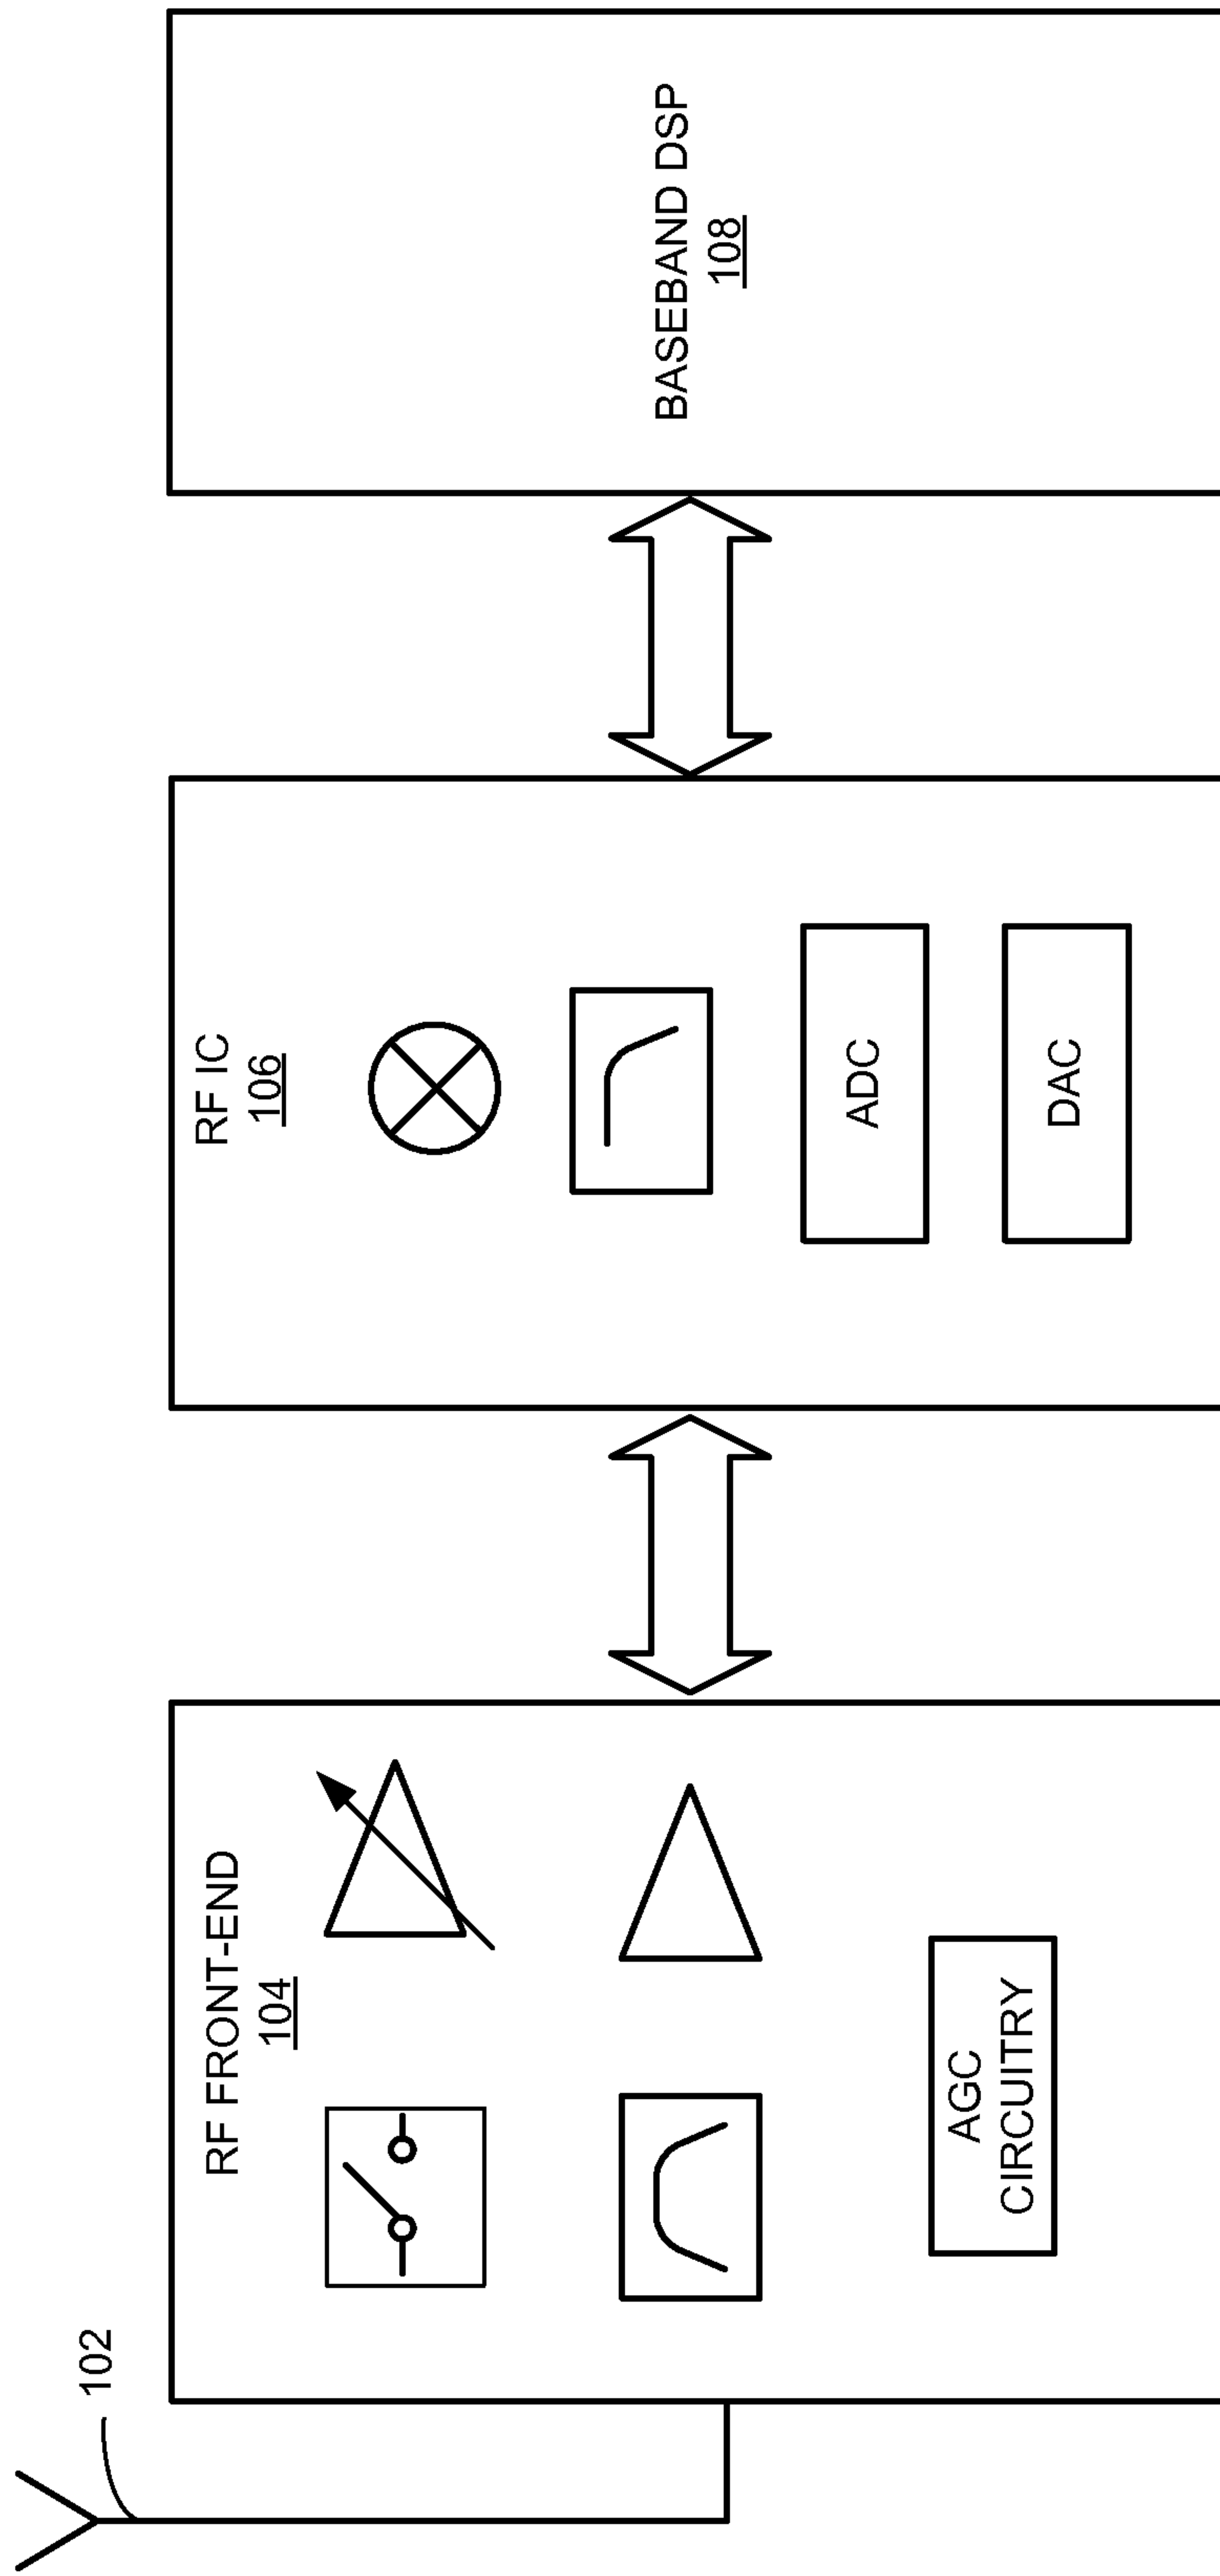 102
RF FRONT-END
104
AGC
CIRCUITRY
RF IC
106
ADC
DAC
BASEBAND DSP
108